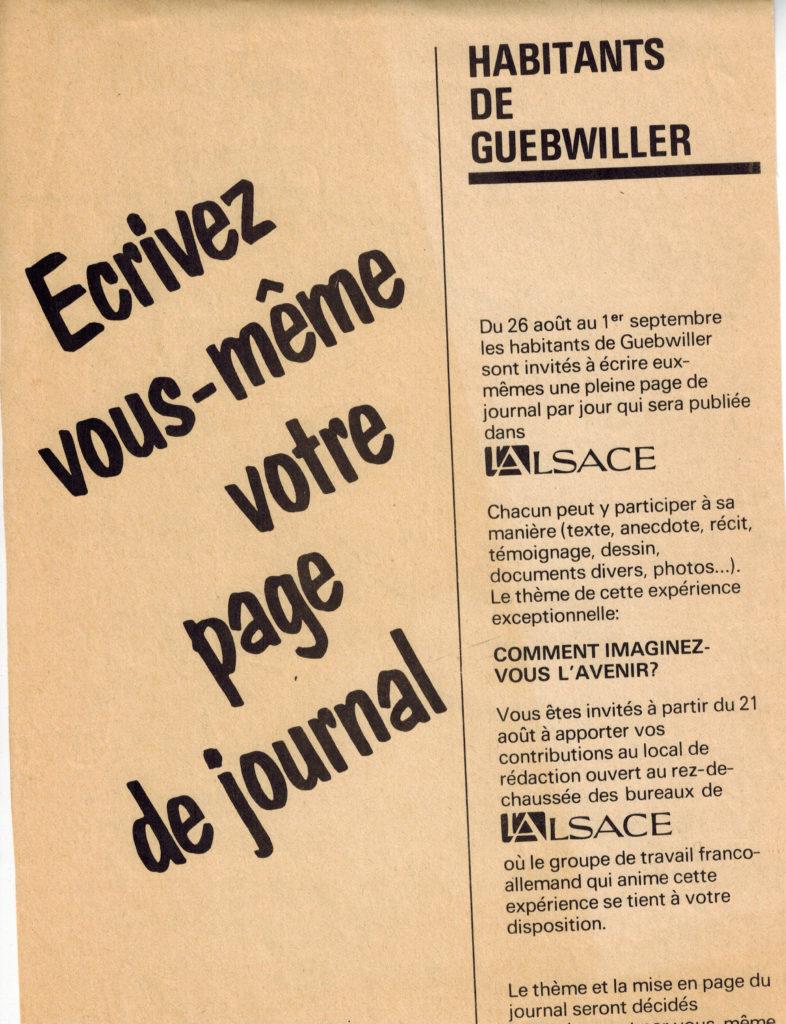 Ecrivez
vous-même
votre
page
de journal
HABITANTS
DE
GUEBWILLER
Du 26 août au 1er septembre
les habitants de Guebwiller
sont invités à écrire eux-
mêmes une pleine page de
journal par jour qui sera publiée
dans
L'ALSACE
Chacun peut y participer à sa
manière (texte, anecdote, récit,
témoignage, dessin,
documents divers, photos...).
Le thème de cette expérience
exceptionnelle:
COMMENT IMAGINEZ-
VOUS L'AVENIR?
Vous êtes invités à partir du 21
août à apporter vos
contributions au local de
rédaction ouvert au rez-de-
chaussée des bureaux de
L'ALSACE
où le groupe de travail franco-
allemand qui anime cette
expérience se tient à votre
disposition.
Le thème et la mise en page du
journal seront décidés
vous-même